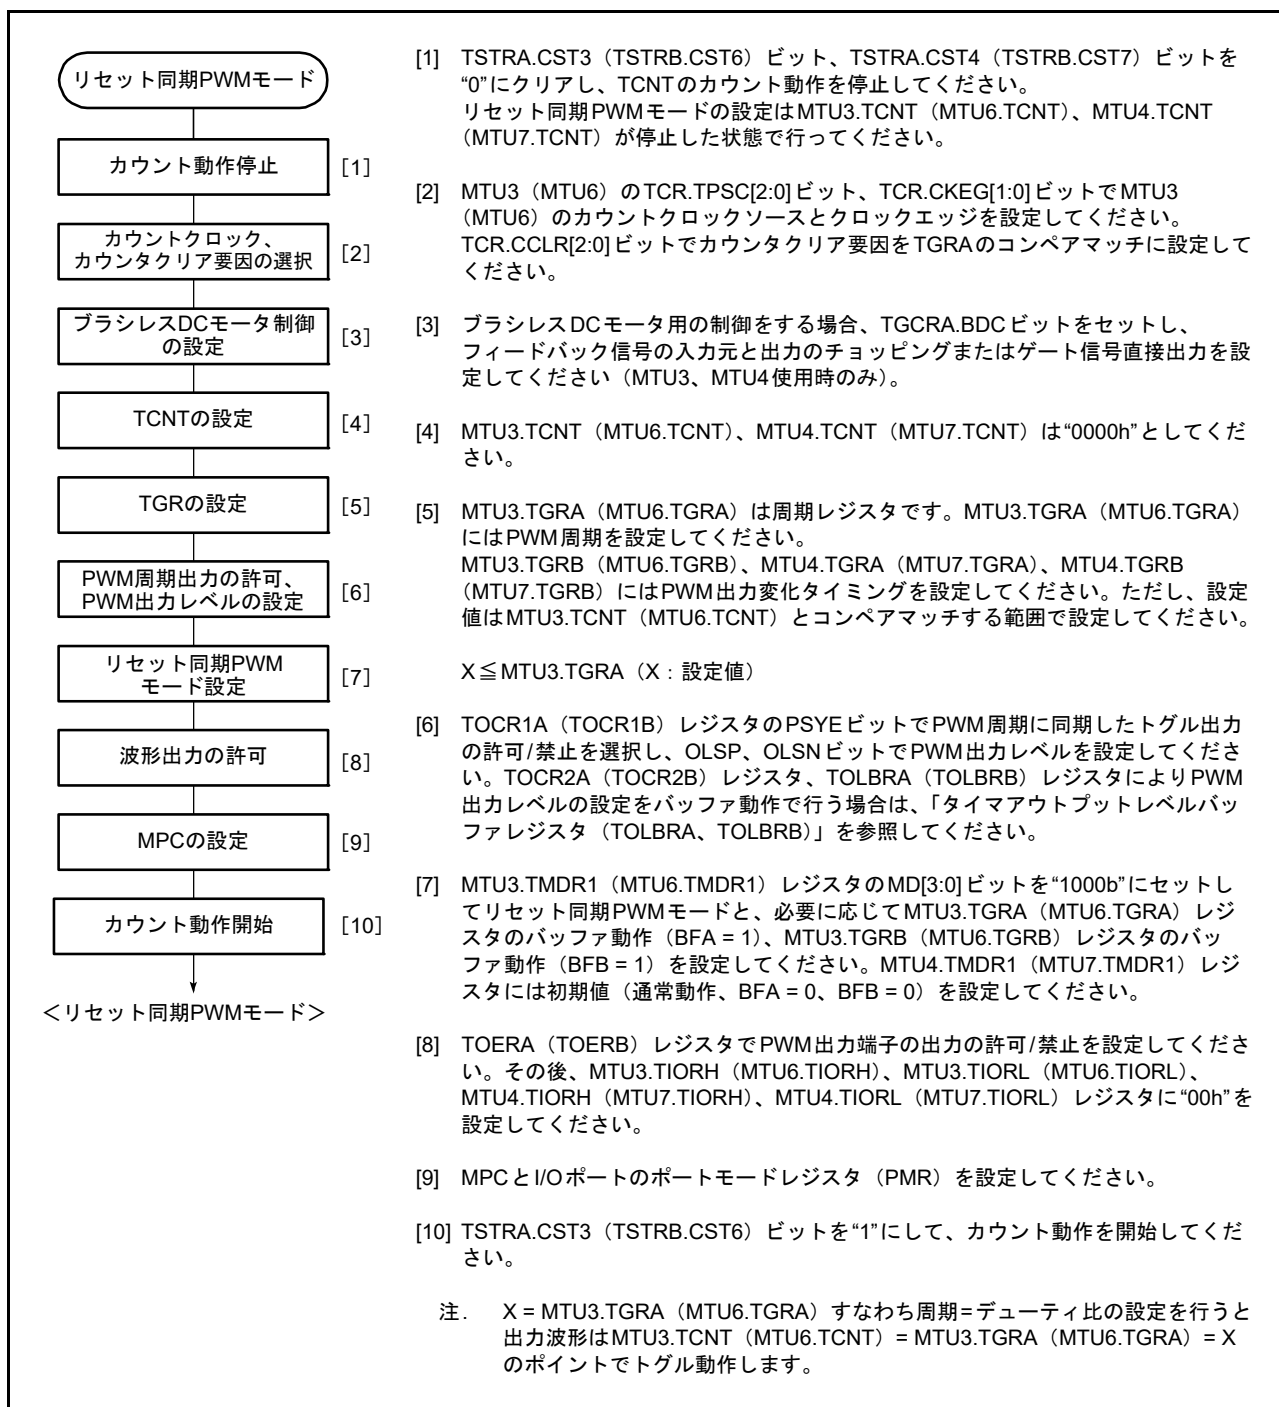 リセット同期PWMモード
カウント動作停止
[1]
カウントクロック、
カウンタクリア要因の選択
[2]
ブラシレスDCモータ制御
の設定
[3]
TCNTの設定
[4]
TGRの設定
[5]
PWM周期出力の許可、
PWM出力レベルの設定
[6]
リセット同期PWM
モード設定
[7]
波形出力の許可
[8]
MPCの設定
[9]
カウント動作開始
[10]
＜リセット同期PWMモード＞
[1] TSTRA.CST3（TSTRB.CST6）ビット、TSTRA.CST4（TSTRB.CST7）ビットを
“0”にクリアし、TCNTのカウント動作を停止してください。
リセット同期PWMモードの設定はMTU3.TCNT（MTU6.TCNT）、MTU4.TCNT
（MTU7.TCNT）が停止した状態で行ってください。
[2] MTU3（MTU6）のTCR.TPSC[2:0]ビット、TCR.CKEG[1:0]ビットでMTU3
（MTU6）のカウントクロックソースとクロックエッジを設定してください。
TCR.CCLR[2:0]ビットでカウンタクリア要因をTGRAのコンペアマッチに設定して
ください。
[3] ブラシレスDCモータ用の制御をする場合、TGCRA.BDCビットをセットし、
フィードバック信号の入力元と出力のチョッピングまたはゲート信号直接出力を設
定してください（MTU3、MTU4使用時のみ）。
[4] MTU3.TCNT（MTU6.TCNT）、MTU4.TCNT（MTU7.TCNT）は“0000h”としてくだ
さい。
[5] MTU3.TGRA（MTU6.TGRA）は周期レジスタです。MTU3.TGRA（MTU6.TGRA）
にはPWM周期を設定してください。
MTU3.TGRB（MTU6.TGRB）、MTU4.TGRA（MTU7.TGRA）、MTU4.TGRB
（MTU7.TGRB）にはPWM出力変化タイミングを設定してください。ただし、設定
値はMTU3.TCNT（MTU6.TCNT）とコンペアマッチする範囲で設定してください。
X≦MTU3.TGRA（X：設定値）
[6] TOCR1A（TOCR1B）レジスタのPSYEビットでPWM周期に同期したトグル出力
の許可/禁止を選択し、OLSP、OLSNビットでPWM出力レベルを設定してくださ
い。TOCR2A（TOCR2B）レジスタ、TOLBRA（TOLBRB）レジスタによりPWM
出力レベルの設定をバッファ動作で行う場合は、「タイマアウトプットレベルバッ
ファレジスタ（TOLBRA、TOLBRB）」を参照してください。
[7] MTU3.TMDR1（MTU6.TMDR1）レジスタのMD[3:0]ビットを“1000b”にセットし
てリセット同期PWMモードと、必要に応じてMTU3.TGRA（MTU6.TGRA）レジ
スタのバッファ動作（BFA = 1）、MTU3.TGRB（MTU6.TGRB）レジスタのバッ
ファ動作（BFB = 1）を設定してください。MTU4.TMDR1（MTU7.TMDR1）レジ
スタには初期値（通常動作、BFA = 0、BFB = 0）を設定してください。
[8] TOERA（TOERB）レジスタでPWM出力端子の出力の許可/禁止を設定してくださ
い。その後、MTU3.TIORH（MTU6.TIORH）、MTU3.TIORL（MTU6.TIORL）、
MTU4.TIORH（MTU7.TIORH）、MTU4.TIORL（MTU7.TIORL）レジスタに“00h”を
設定してください。
[9] MPCとI/Oポートのポートモードレジスタ（PMR）を設定してください。
[10] TSTRA.CST3（TSTRB.CST6）ビットを“1”にして、カウント動作を開始してくだ
さい。
注. X = MTU3.TGRA（MTU6.TGRA）すなわち周期=デューティ比の設定を行うと
出力波形はMTU3.TCNT（MTU6.TCNT）= MTU3.TGRA（MTU6.TGRA）= X
のポイントでトグル動作します。